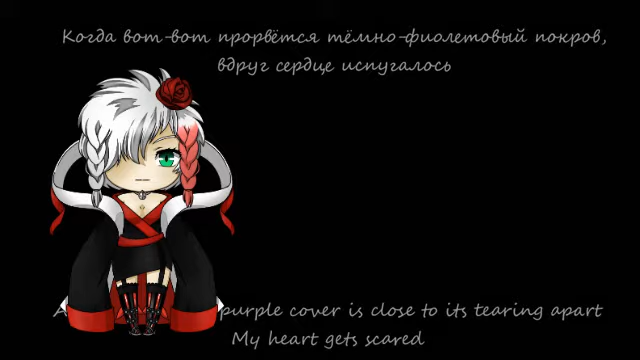 Когда вот-вот прорвётся тёмно-фиолетовый покров,
вдруг сердце испугалось
purple cover is close to its tearing apart
My heart gets scared